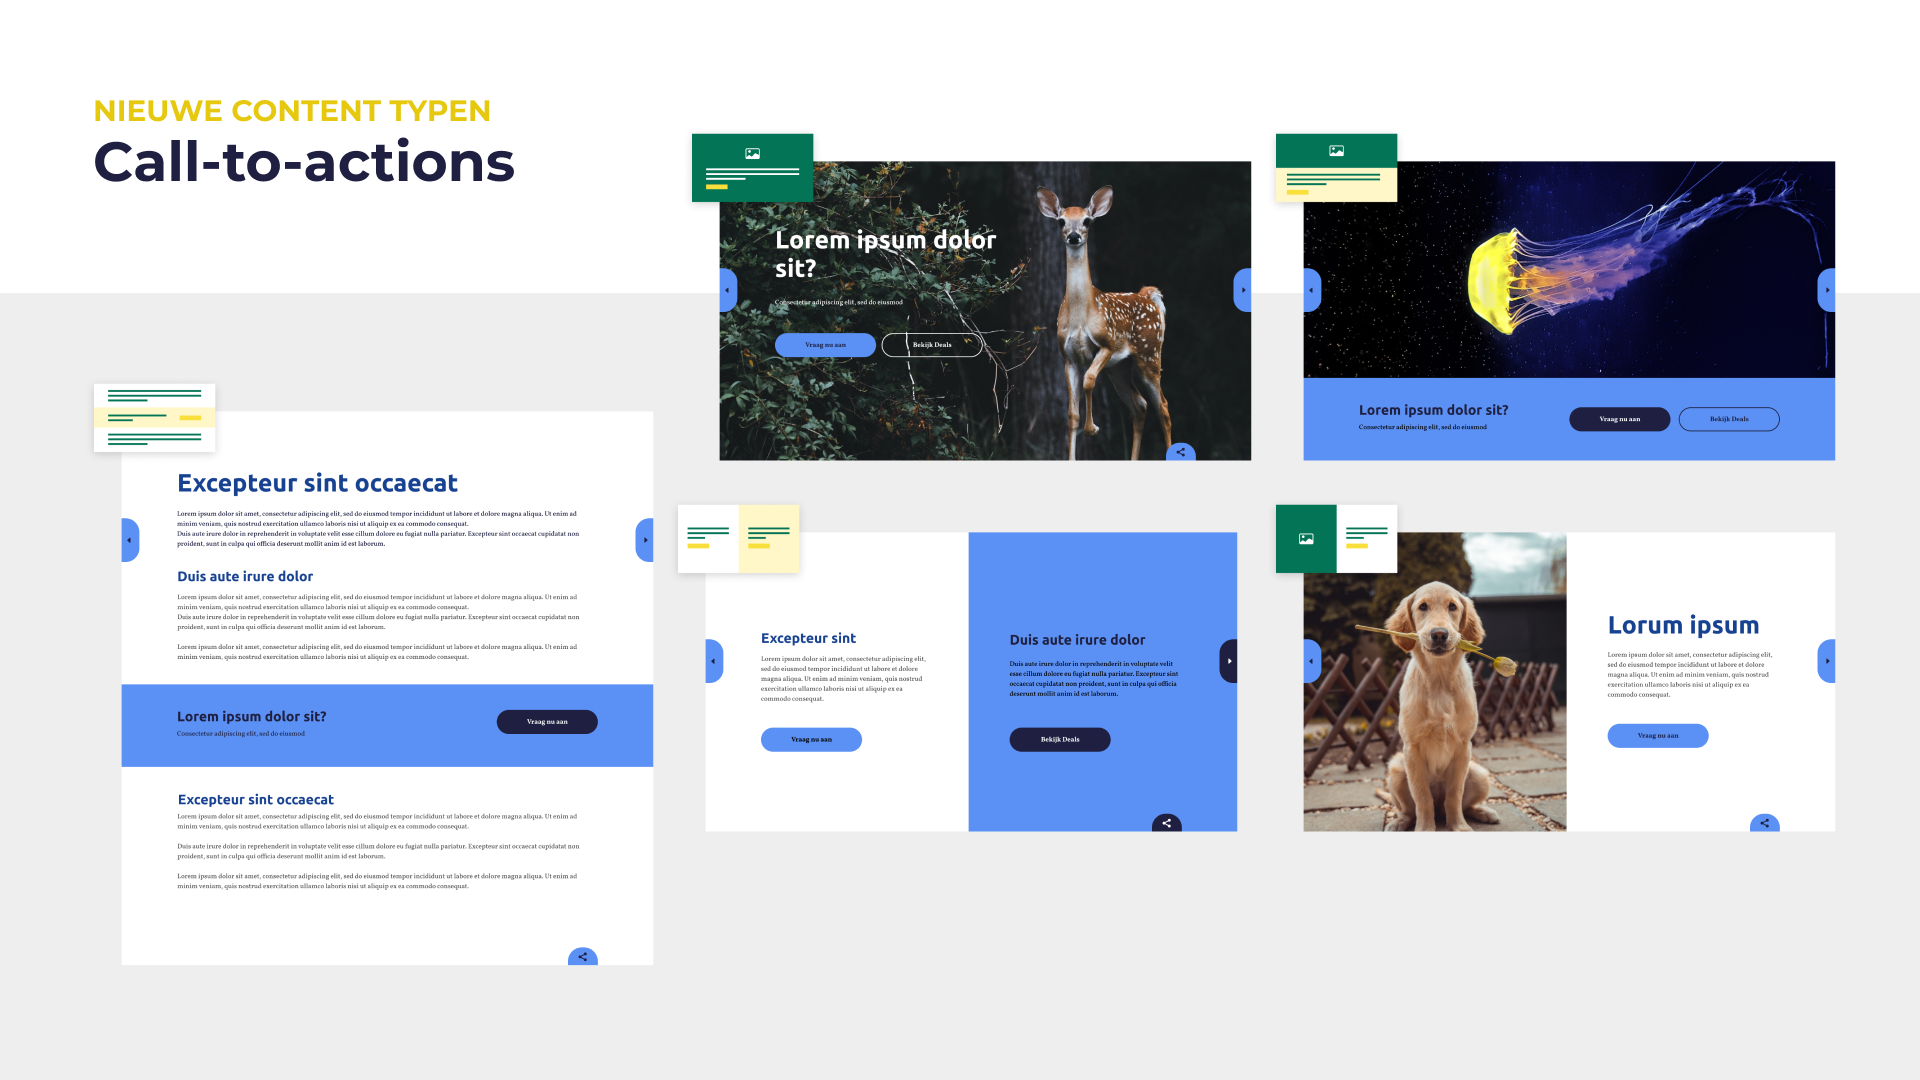 NIEUWE CONTENT TYPEN
Call-to-actions
Lorem ipsum dolor
sit?
Consectetur adipiscing elit, sed do eiusmod
Vraag nu aan
Bekijk Deals
Lorem ipsum dolor sit?
Consectetur adipiscing elit, sed do eiusmod
Vraag nu aan
Bekijk Deals
Excepteur sint occaecat
Lorem ipsum dolor sit amet, consectetur adipiscing elit, sed do eiusmod tempor incididunt ut labore et dolore magna aliqua. Ut enim ad
minim veniam, quis nostrud exercitation ullamco laboris nisi ut aliquip ex ea commodo consequat.
Duis aute irure dolor in reprehenderit in voluptate velit esse cillum dolore eu fugiat nulla pariatur. Excepteur sint occaecat cupidatat non
proident, sunt in culpa qui officia deserunt mollit anim id est laborum.
Duis aute irure dolor
Lorem ipsum dolor sit amet, consectetur adipiscing elit, sed do eiusmod tempor incididunt ut labore et dolore magna aliqua. Ut enim ad
minim veniam, quis nostrud exercitation ullamco laboris nisi ut aliquip ex ea commodo consequat.
Duis aute irure dolor in reprehenderit in voluptate velit esse cillum dolore eu fugiat nulla pariatur. Excepteur sint occaecat cupidatat non
proident, sunt in culpa qui officia deserunt mollit anim id est laborum.
Lorem ipsum dolor sit amet, consectetur adipiscing elit, sed do eiusmod tempor incididunt ut labore et dolore magna aliqua. Ut enim ad
minim veniam, quis nostrud exercitation ullamco laboris nisi ut aliquip ex ea commodo consequat.
Lorem ipsum dolor sit?
Consectetur adipiscing elit, sed do eiusmod
Vraag nu aan
Excepteur sint occaecat
Lorem ipsum dolor sit amet, consectetur adipiscing elit, sed do eiusmod tempor incididunt ut labore et dolore magna aliqua. Ut enim ad
minim veniam, quis nostrud exercitation ullamco laboris nisi ut aliquip ex ea commodo consequat.
Duis aute irure dolor in reprehenderit in voluptate velit esse cillum dolore eu fugiat nulla pariatur. Excepteur sint occaecat cupidatat non
proident, sunt in culpa qui officia deserunt mollit anim id est laborum.
Lorem ipsum dolor sit amet, consectetur adipiscing elit, sed do eiusmod tempor incididunt ut labore et dolore magna aliqua. Ut enim ad
minim veniam, quis nostrud exercitation ullamco laboris nisi ut aliquip ex ea commodo consequat.
Excepteur sint
Lorem ipsum dolor sit amet, consectetur adipiscing elit,
sed do eiusmod tempor incididunt ut labore et dolore
magna aliqua. Ut enim ad minim veniam, quis nostrud
exercitation ullamco laboris nisi ut aliquip ex ea
commodo consequat.
Vraag nu aan
Duis aute irure dolor
Duis aute irure dolor in reprehenderit in voluptate velit
esse cillum dolore eu fugiat nulla pariatur. Excepteur sint
occaecat cupidatat non proident, sunt in culpa qui officia
deserunt mollit anim id est laborum.
Bekijk Deals
Lorum ipsum
Lorem ipsum dolor sit amet, consectetur adipiscing elit,
sed do eiusmod tempor incididunt ut labore et dolore
magna aliqua. Ut enim ad minim veniam, quis nostrud
exercitation ullamco laboris nisi ut aliquip ex ea
commodo consequat.
Vraag nu aan